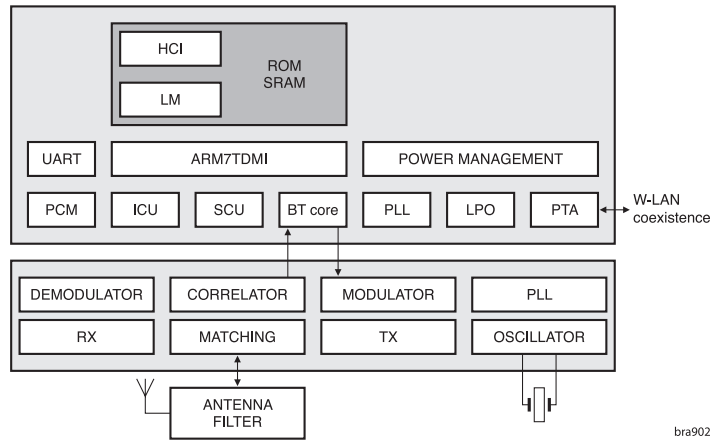 HCI
ROM
SRAM
LM
UART
ARM7TDMI
POWER MANAGEMENT
PCM
ICU
SCU
BT core
PLL
LPO
PTA
W-LAN
coexistence
DEMODULATOR
CORRELATOR
MODULATOR
PLL
RX
MATCHING
TX
OSCILLATOR
ANTENNA
FILTER
bra902